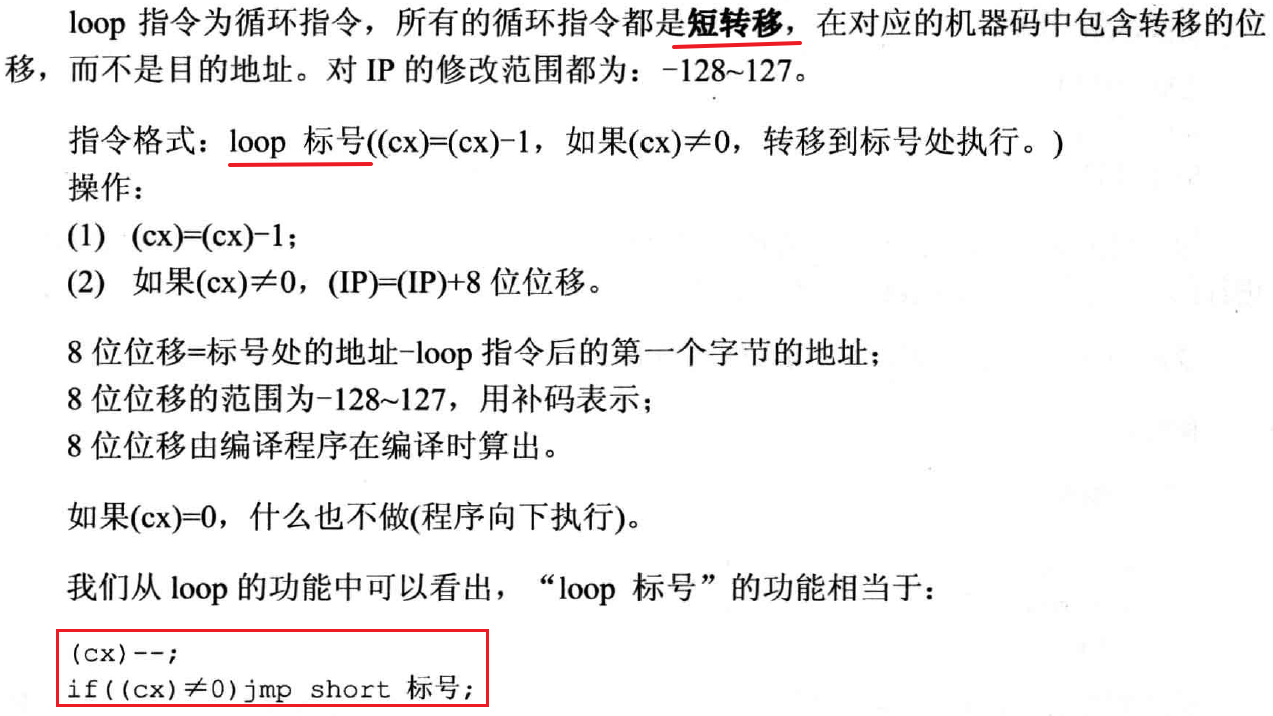 loop 指令为循环指令，所有的循环指令都是短转移，在对应的机器码中包含转移的位
移，而不是目的地址。对 IP 的修改范围都为：-128~127。
指令格式：loop 标号((cx)=(cx)-1，如果(cx)≠0，转移到标号处执行。)
操作：
(1) (cx)=(cx)-1；
(2) 如果(cx)≠0，(IP)=(IP)+8 位位移。
8 位位移=标号处的地址-loop 指令后的第一个字节的地址；
8 位位移的范围为-128~127，用补码表示；
8 位位移由编译程序在编译时算出。
如果(cx)=0，什么也不做(程序向下执行)。
我们从 loop 的功能中可以看出，“loop 标号”的功能相当于：
(cx)--;
if((cx)≠0)jmp short 标号;